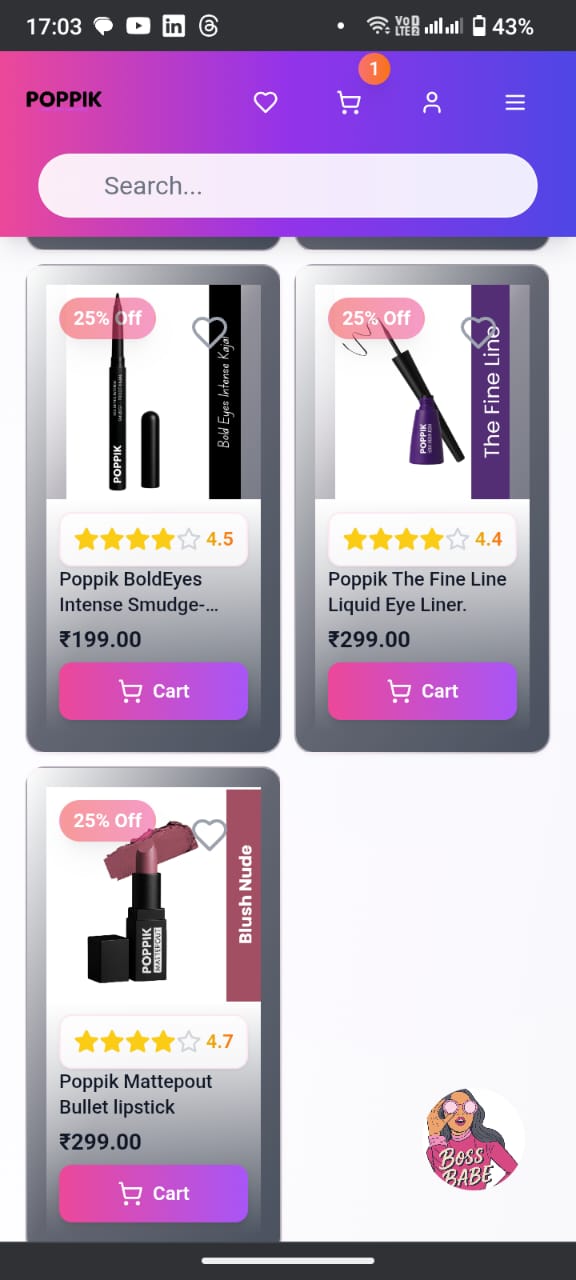 17:03
VoD
LTE2
43%
1
POPPIK
Search...
25% Off
POPPIK
Bold Eyes Intense Kajal
4.5
Poppik BoldEyes
Intense Smudge-...
₹199.00
Cart
25% Off
POPPIK
The Fine Line
4.4
Poppik The Fine Line
Liquid Eye Liner.
₹299.00
Cart
25% Off
POPPIK
MATTEPOUT
Blush Nude
4.7
Poppik Mattepout
Bullet lipstick
₹299.00
Cart
BOSS
BABE